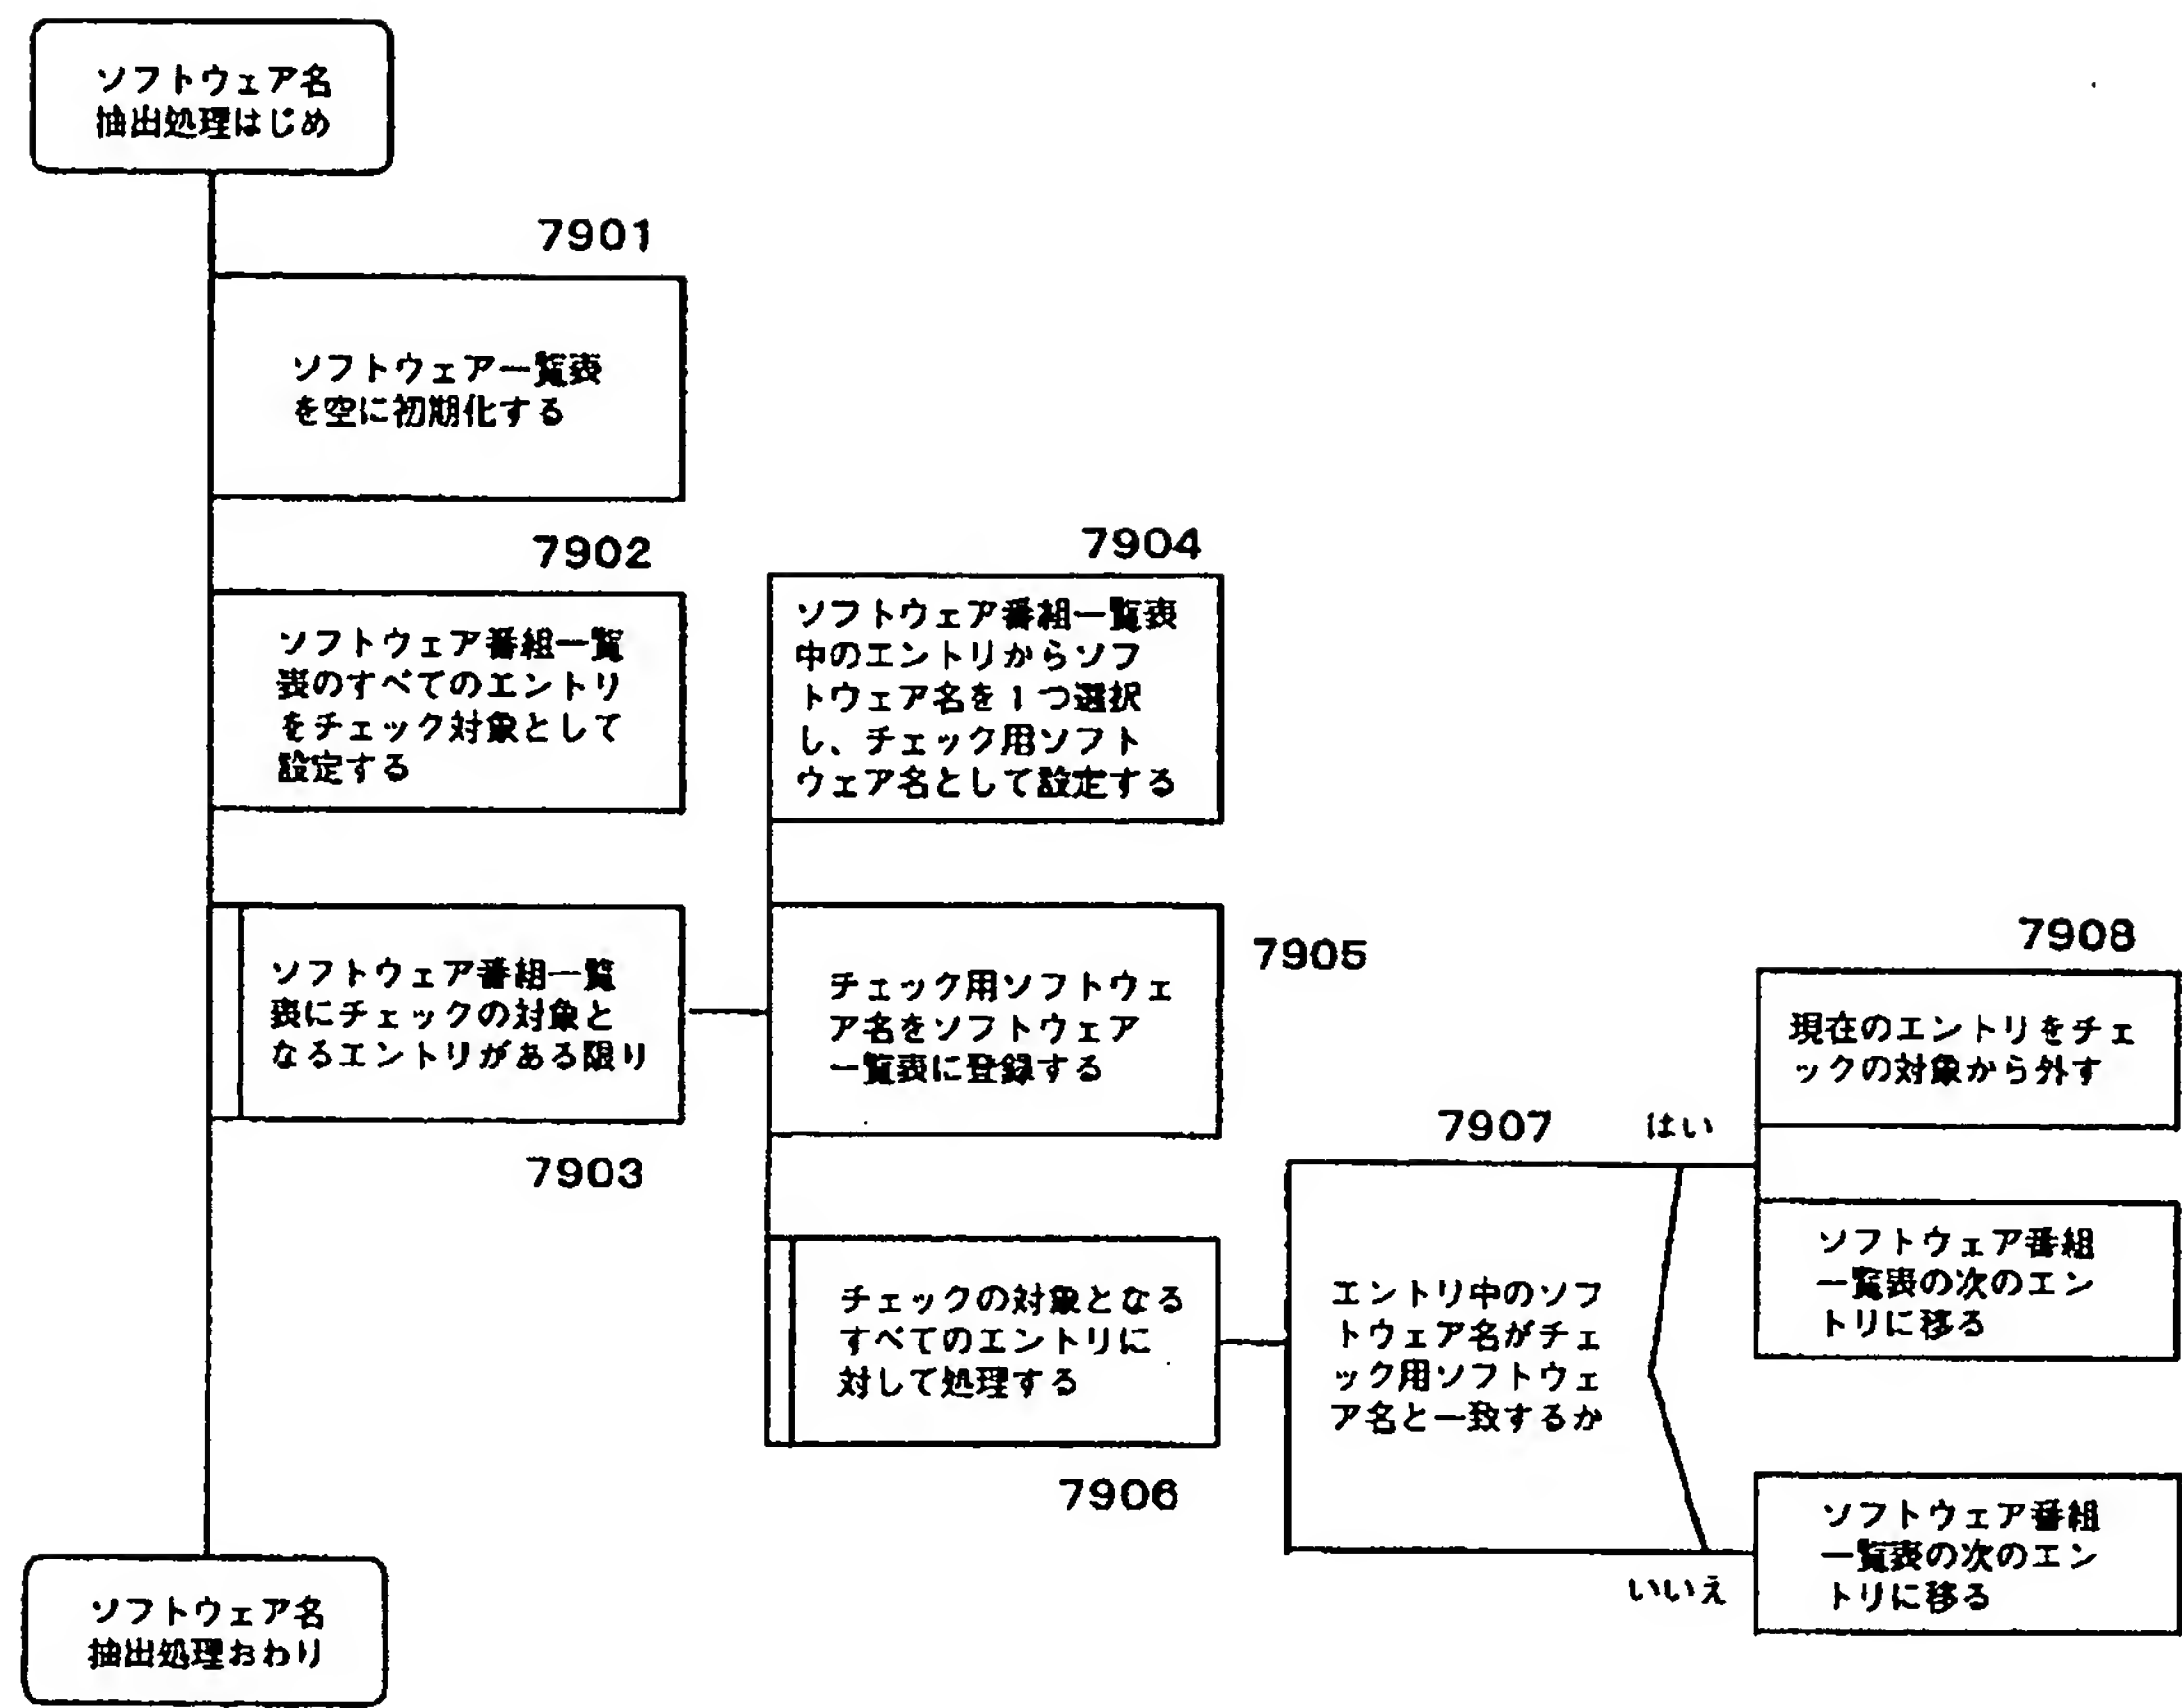 ソフトウェア名
抽出処理はじめ
7901
ソフトウェア一覧表
を空に初期化する
7902
ソフトウェア番組一覧
表のすべてのエントリ
をチェック対象として
設定する
ソフトウェア番組一覧
表にチェックの対象と
なるエントリがある限り
7903
7904
ソフトウェア番組一覧表
中のエントリからソフ
トウェア名を1つ選択
し、チェック用ソフト
ウェア名として設定する
チェック用ソフトウェ
ア名をソフトウェア
一覧表に登録する
7905
チェックの対象となる
すべてのエントリに
対して処理する
7906
7907
エントリ中のソフ
トウェア名がチェ
ック用ソフトウェ
ア名と一致するか
はい
いいえ
7908
現在のエントリをチェ
ックの対象から外す
ソフトウェア番組
一覧表の次のエン
トリに移る
ソフトウェア番組
一覧表の次のエン
トリに移る
ソフトウェア名
抽出処理おわり